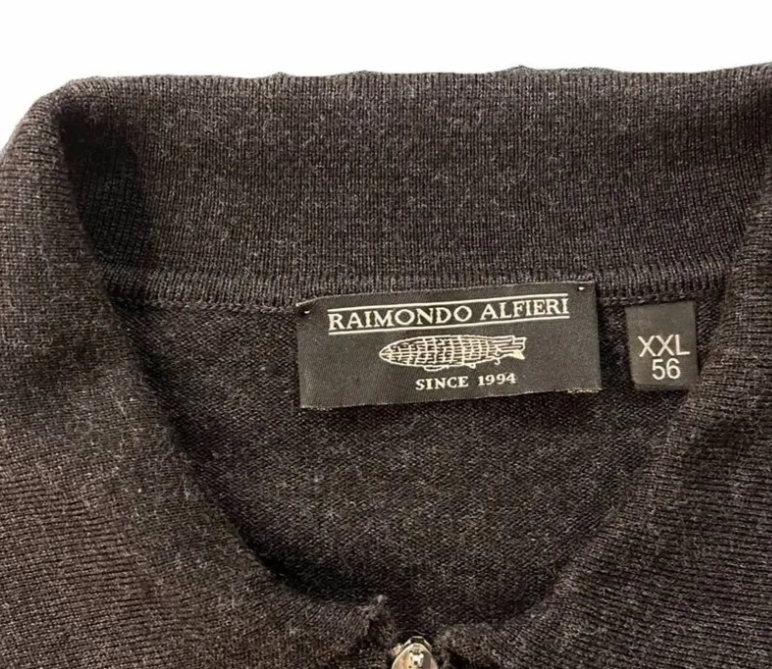 RAIMONDO ALFIERI
SINCE 1994
XXL
56